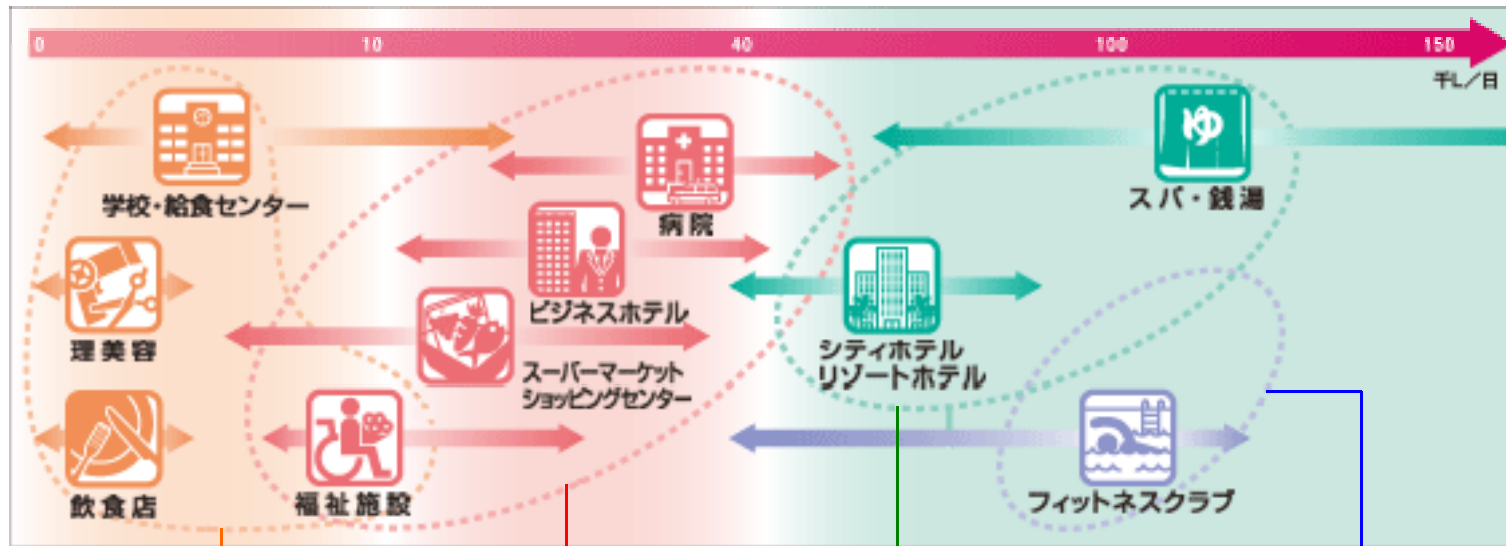 0 10 40 100 150
千L/日
学校・給食センター
病院
スパ・銭湯
ゆ
理美容
ビジネスホテル
シティホテル
リゾートホテル
スーパーマーケット
ショッピングセンター
飲食店
福祉施設
フィットネスクラブ